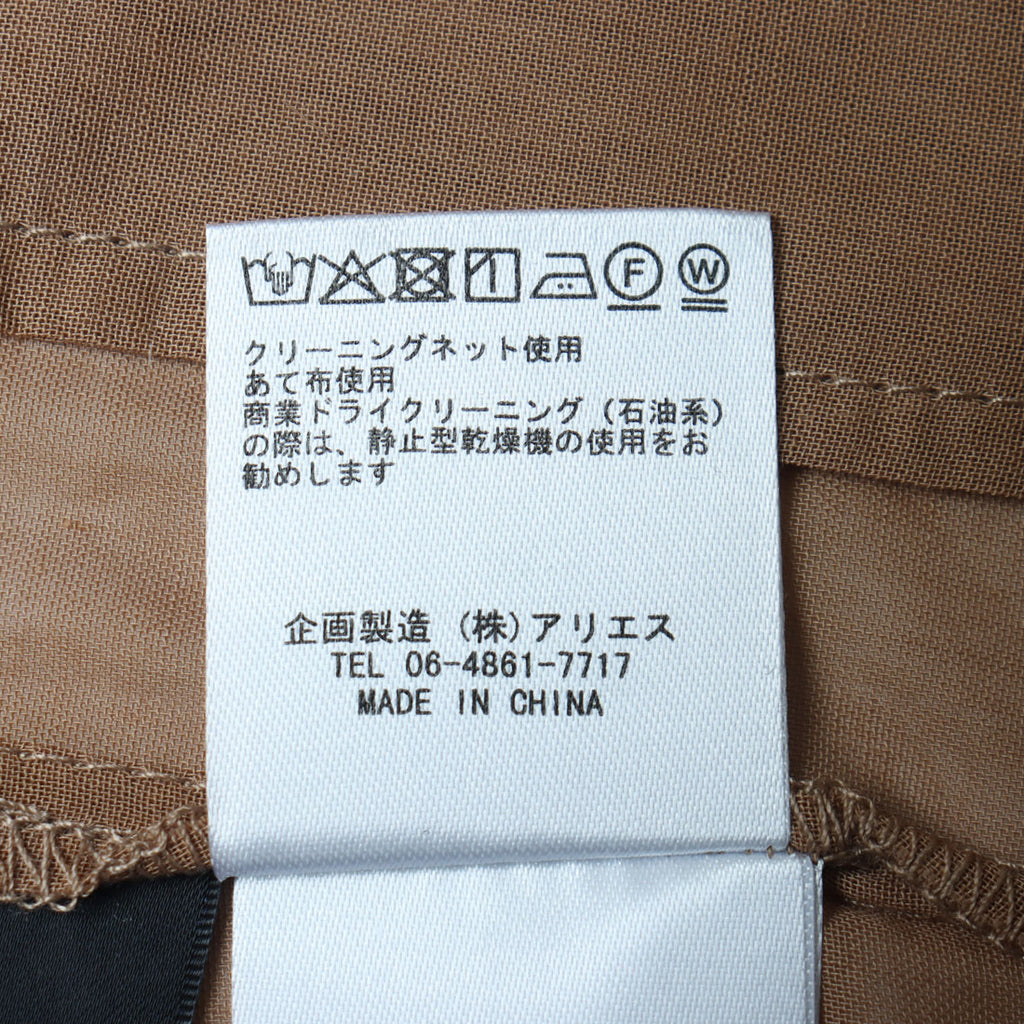 F W
クリーニングネット使用
あて布使用
商業ドライクリーニング(石油系)
の際は、静止型乾燥機の使用をお
勧めします
企画製造 (株)アリエス
TEL 06-4861-7717
MADE IN CHINA